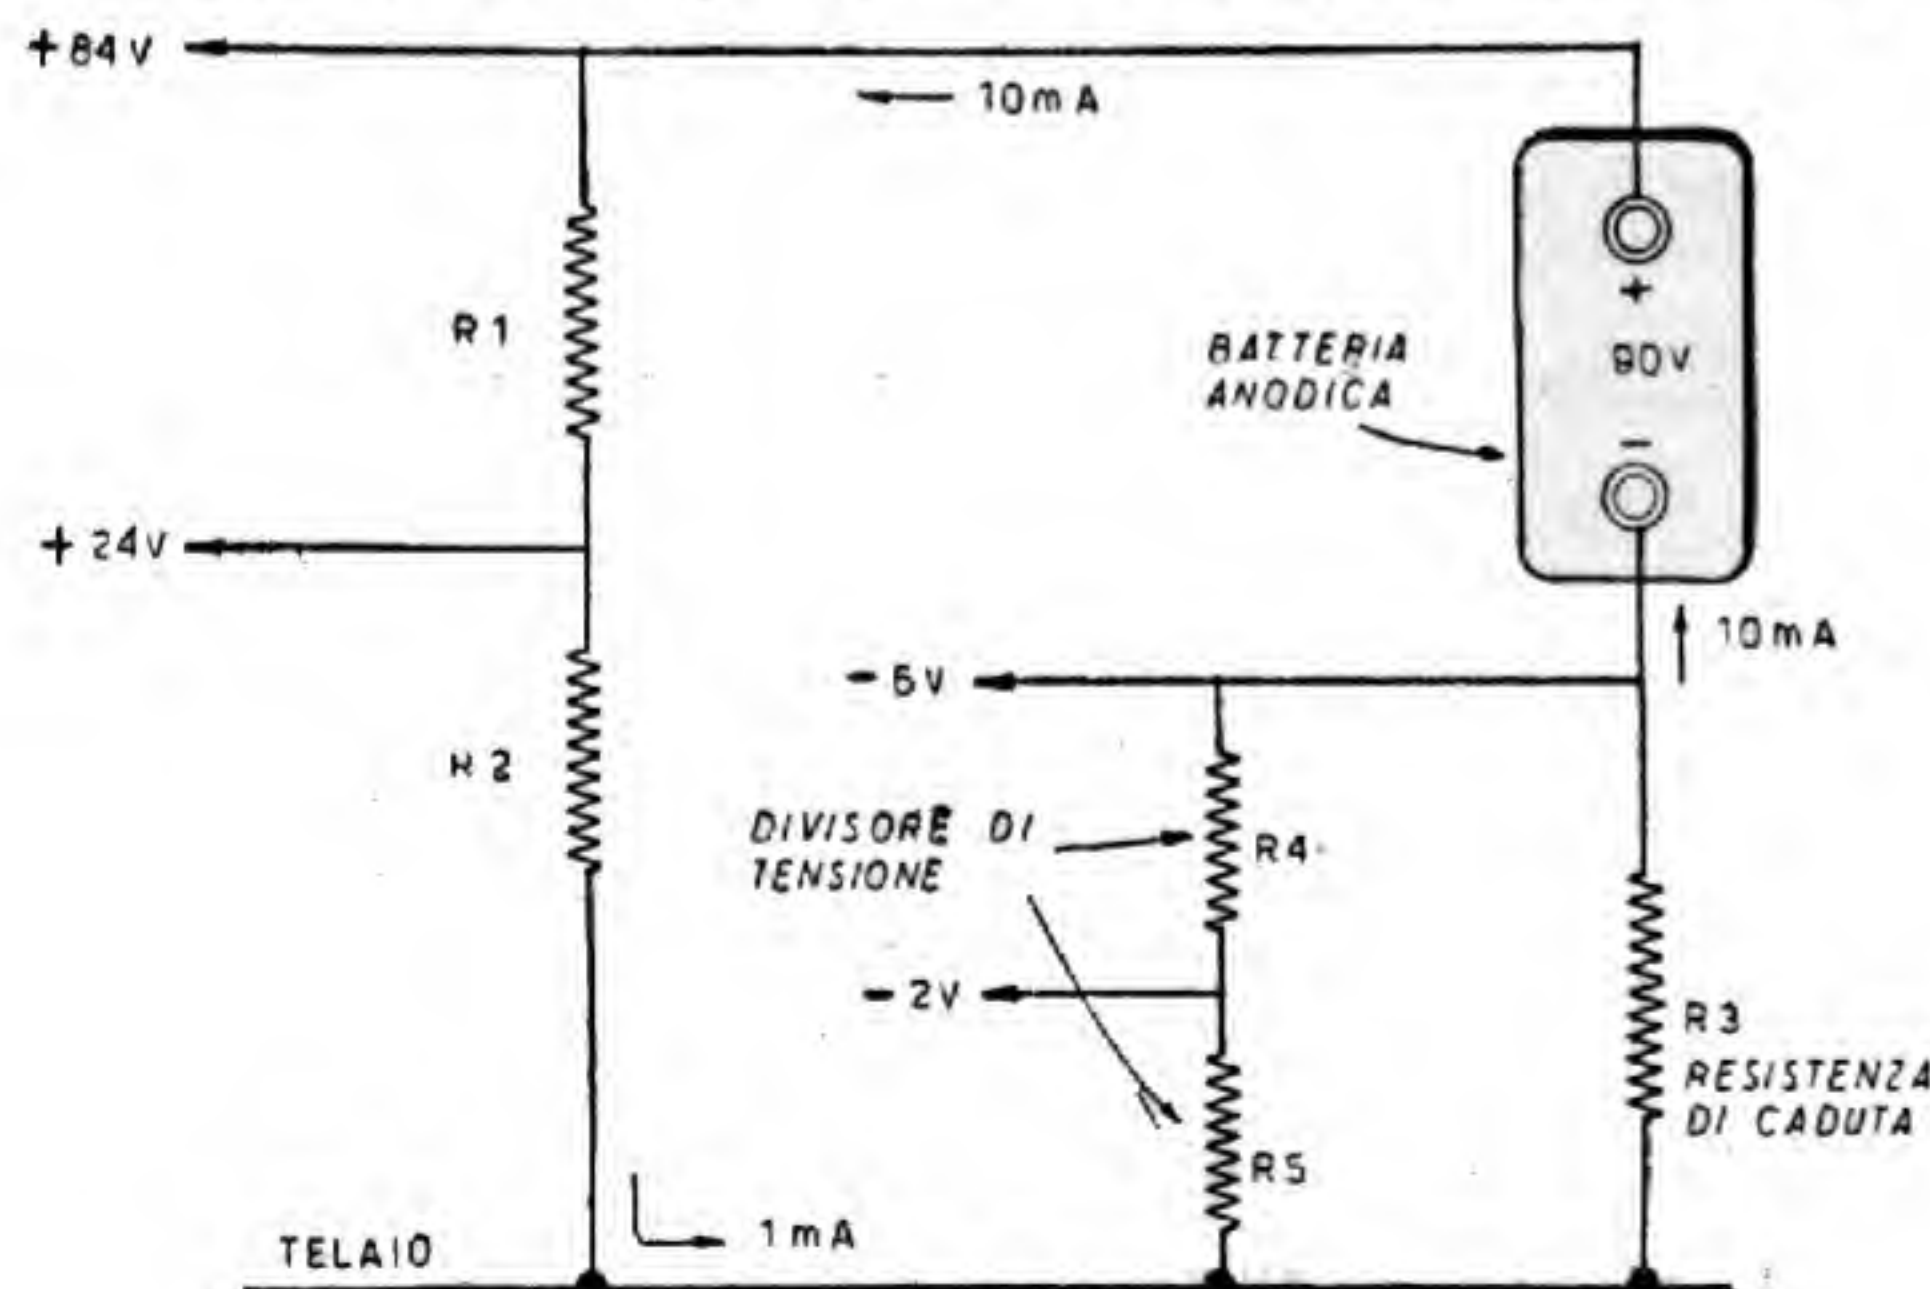 +84V
10mA
R1
BATTERIA
ANODICA
+
90V
-
+24V
10mA
-6V
R2
DIVISORE DI
TENSIONE
R4
-2V
R3
RESISTENZA
DI CADUTA
R5
1mA
TELAIO